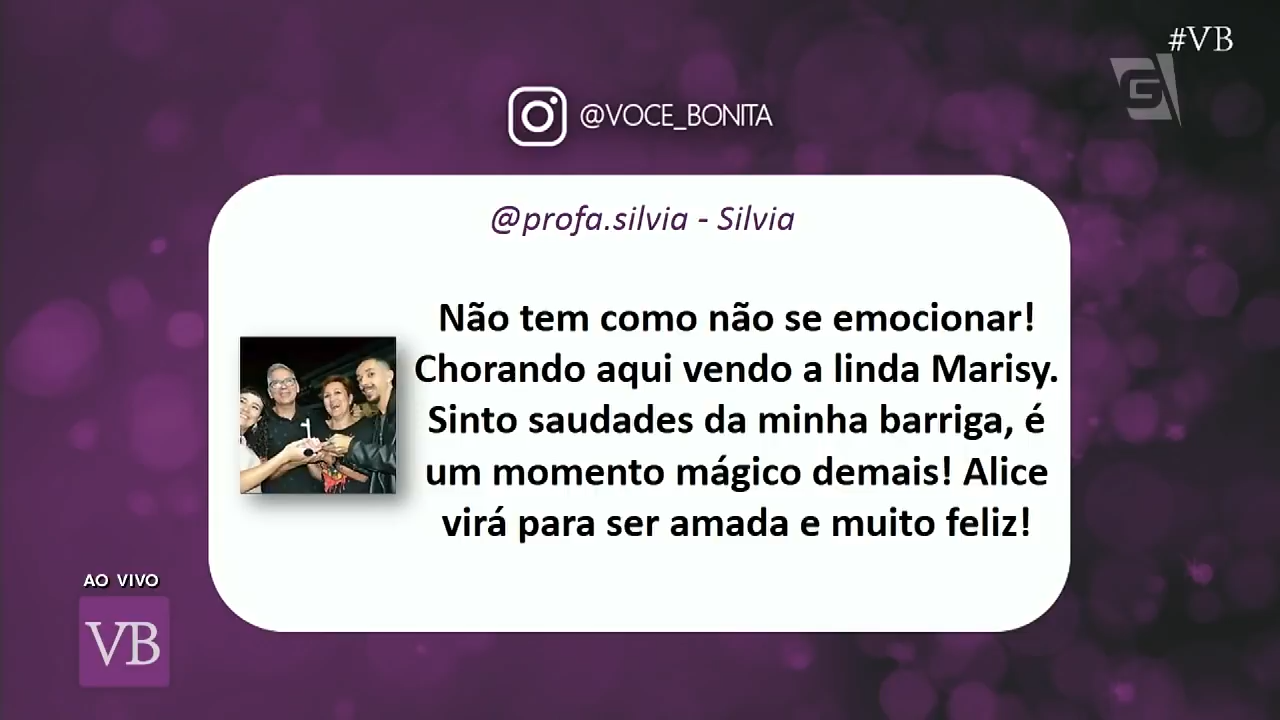 #VB
G
@VOCE_BONITA
@profa.silvia - Silvia
Não tem como não se emocionar!
Chorando aqui vendo a linda Marisy.
Sinto saudades da minha barriga, é
um momento mágico demais! Alice
virá para ser amada e muito feliz!
AO VIVO
VB